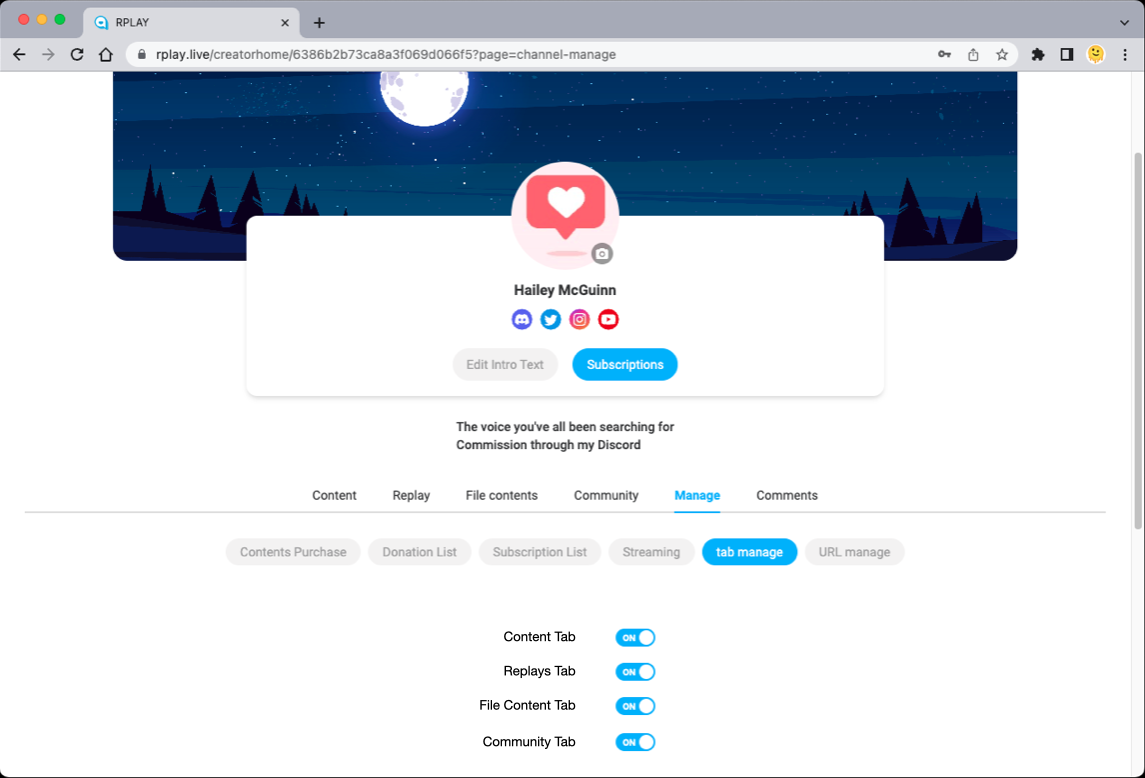 RPLAY
rplay.live/creatorhome/6386b2b73ca8a3f069d066f5?page=channel-manage
Hailey McGuinn
Edit Intro Text Subscriptions
The voice you've all been searching for
Commission through my Discord
Content Replay File contents Community Manage Comments
Contents Purchase Donation List Subscription List Streaming tab manage URL manage
Content Tab ON
Replays Tab ON
File Content Tab ON
Community Tab ON